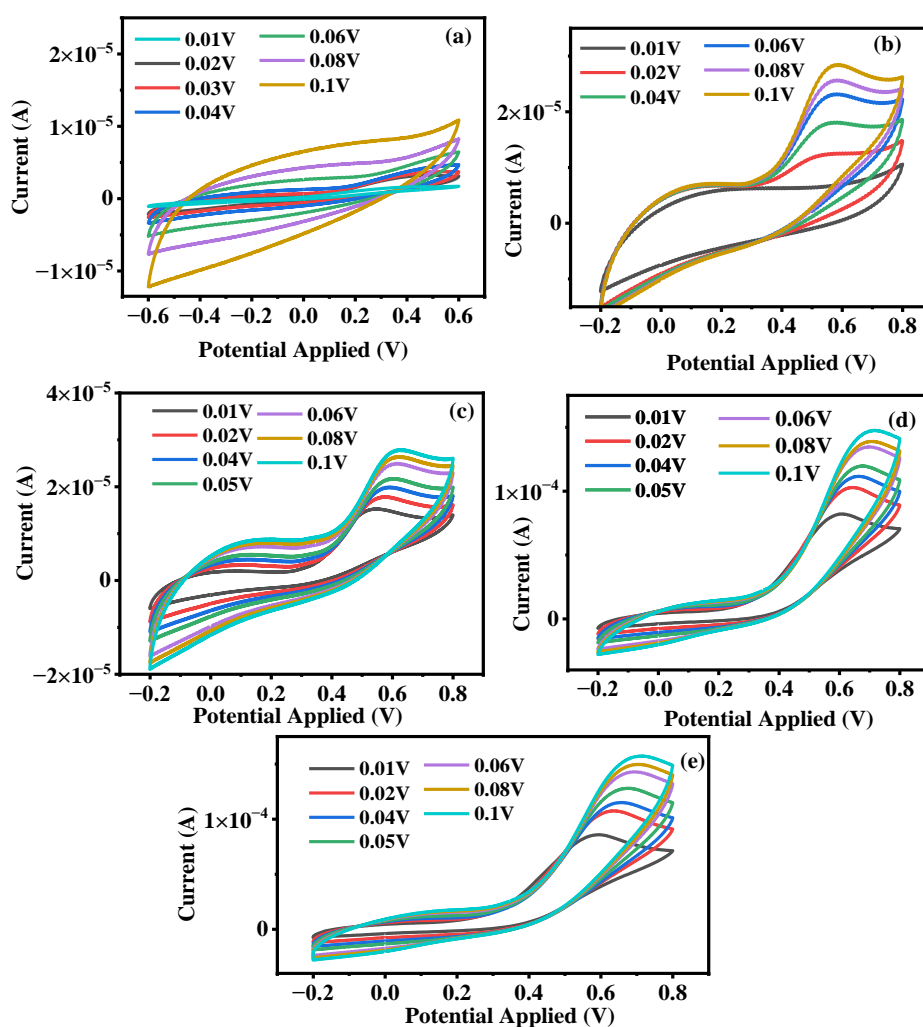 (a)
0.01V 0.06V
0.02V 0.08V
0.03V 0.1V
0.04V
2×10⁻⁵
1×10⁻⁵
0
−1×10⁻⁵
Current (A)
−0.6 −0.4 −0.2 0.0 0.2 0.4 0.6
Potential Applied (V)
(b)
0.01V 0.06V
0.02V 0.08V
0.04V 0.1V
2×10⁻⁵
0
Current (A)
−0.2 0.0 0.2 0.4 0.6 0.8
Potential Applied (V)
(c)
0.01V 0.06V
0.02V 0.08V
0.04V 0.1V
0.05V
4×10⁻⁵
2×10⁻⁵
0
−2×10⁻⁵
Current (A)
−0.2 0.0 0.2 0.4 0.6 0.8
Potential Applied (V)
(d)
0.01V 0.06V
0.02V 0.08V
0.04V 0.1V
0.05V
1×10⁻⁴
0
Current (A)
−0.2 0.0 0.2 0.4 0.6 0.8
Potential Applied (V)
(e)
0.01V 0.06V
0.02V 0.08V
0.04V 0.1V
0.05V
1×10⁻⁴
0
Current (A)
−0.2 0.0 0.2 0.4 0.6 0.8
Potential Applied (V)